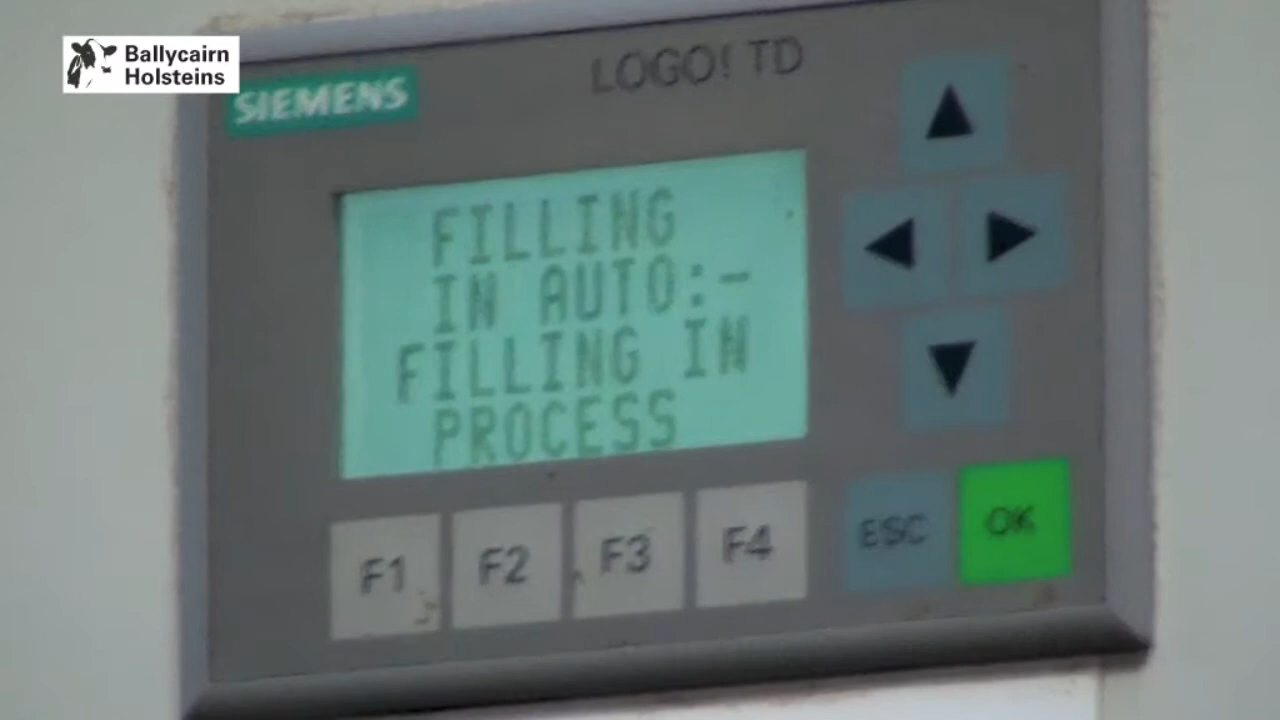 Ballycairn
Holsteins
SIEMENS
LOGO! TD
FILLING
IN AUTO:-
FILLING IN
PROCESS
F1
F2
F3
F4
ESC
OK